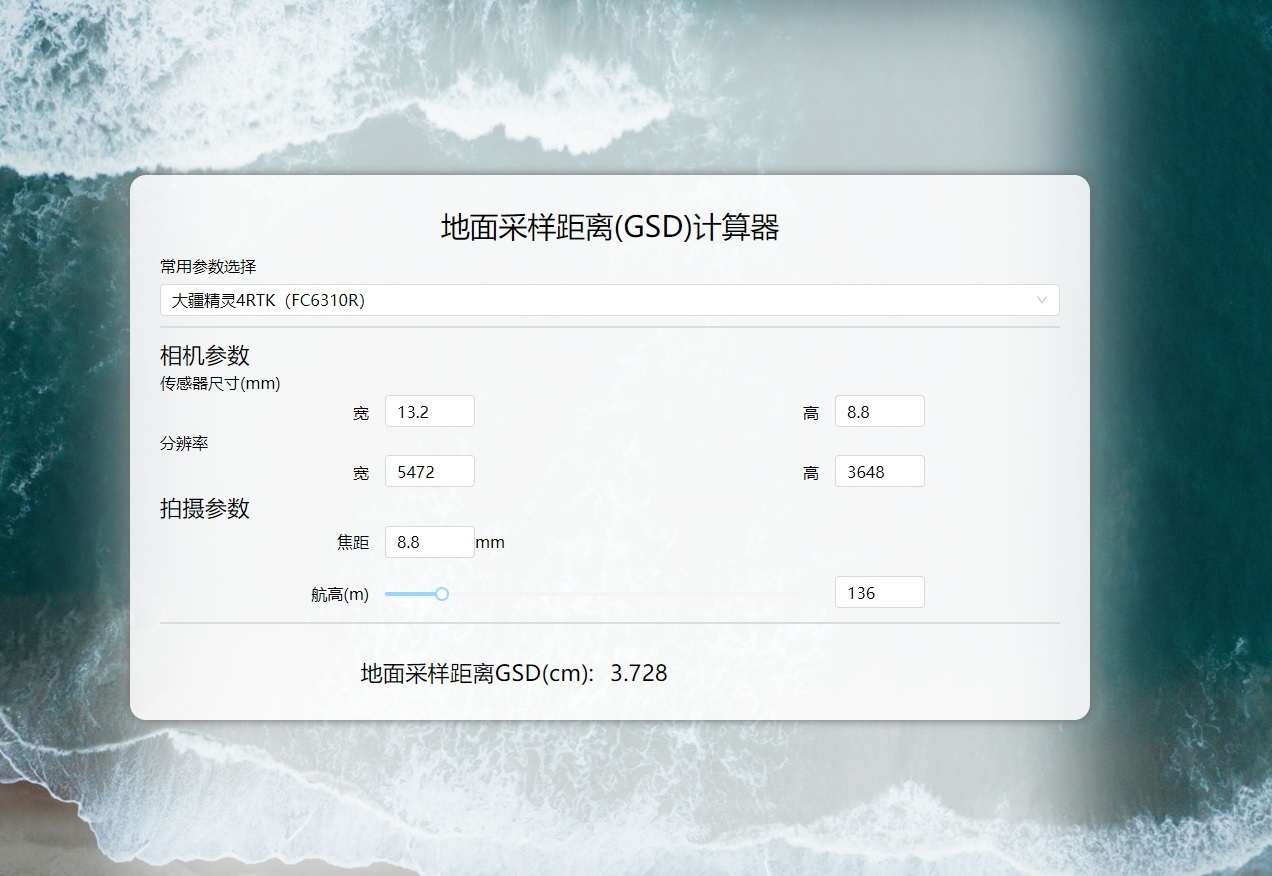 地面采样距离(GSD)计算器
常用参数选择
大疆精灵4RTK（FC6310R）
相机参数
传感器尺寸(mm)
宽 13.2 高 8.8
分辨率
宽 5472 高 3648
拍摄参数
焦距 8.8 mm
航高(m) 136
地面采样距离GSD(cm): 3.728